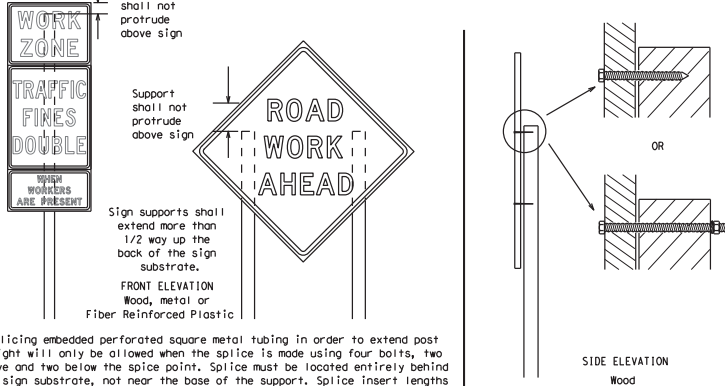 shall not
protrude
above sign
WORK
ZONE
TRAFFIC
FINES
DOUBLE
WHEN
WORKERS
ARE PRESENT
Support
shall not
protrude
above sign
ROAD
WORK
AHEAD
Sign supports shall
extend more than
1/2 way up the
back of the sign
substrate.
FRONT ELEVATION
Wood, metal or
Fiber Reinforced Plastic
OR
SIDE ELEVATION
Wood
licing embedded perforated square metal tubing in order to extend post
ght will only be allowed when the splice is made using four bolts, two
ve and two below the spice point. Splice must be located entirely behind
sign substrate, not near the base of the support. Splice insert lengths